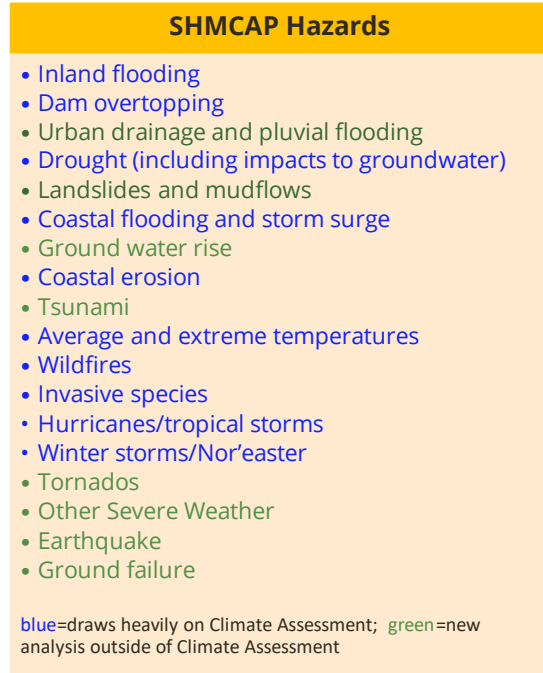 SHMCAP Hazards
• Inland flooding
• Dam overtopping
• Urban drainage and pluvial flooding
• Drought (including impacts to groundwater)
• Landslides and mudflows
• Coastal flooding and storm surge
• Ground water rise
• Coastal erosion
• Tsunami
• Average and extreme temperatures
• Wildfires
• Invasive species
• Hurricanes/tropical storms
• Winter storms/Nor’easter
• Tornados
• Other Severe Weather
• Earthquake
• Ground failure
blue=draws heavily on Climate Assessment; green=new
analysis outside of Climate Assessment